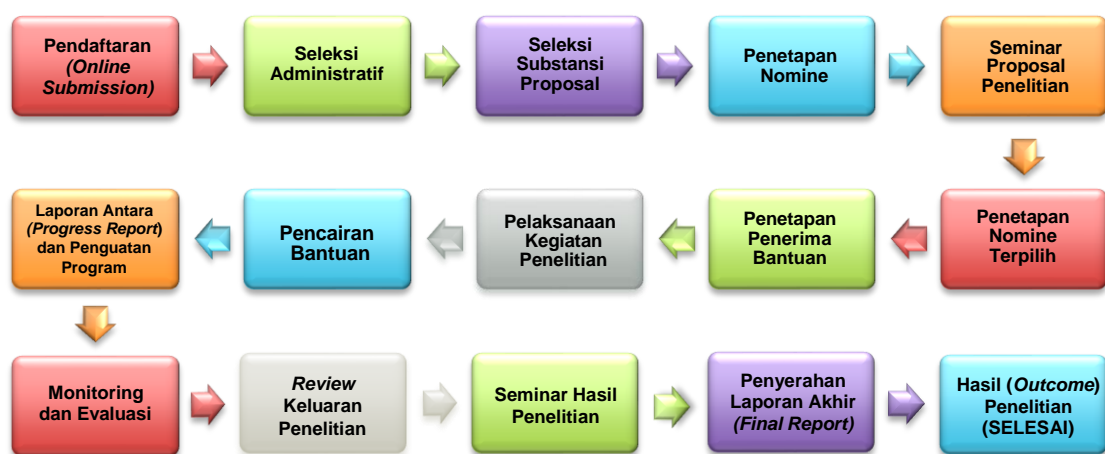 Pendaftaran
(Online
Submission)
Seleksi
Administratif
Seleksi
Substansi
Proposal
Penetapan
Nomine
Seminar
Proposal
Penelitian
Penetapan
Nomine
Terpilih
Penetapan
Penerima
Bantuan
Pelaksanaan
Kegiatan
Penelitian
Pencairan
Bantuan
Laporan Antara
(Progress Report)
dan Penguatan
Program
Monitoring
dan Evaluasi
Review
Keluaran
Penelitian
Seminar Hasil
Penelitian
Penyerahan
Laporan Akhir
(Final Report)
Hasil (Outcome)
Penelitian
(SELESAI)